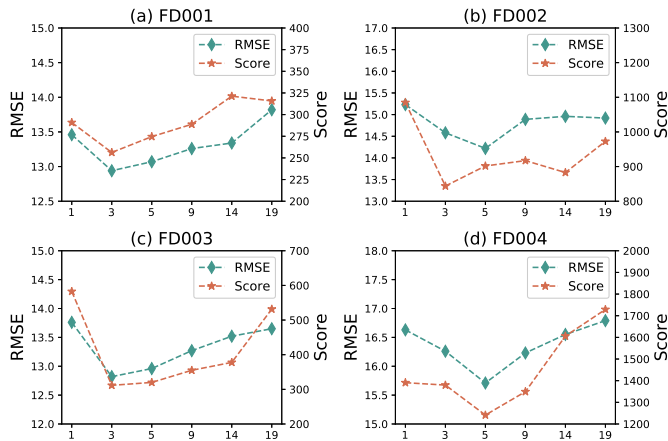 (a) FD001
(b) FD002
15.0
14.5
14.0
13.5
13.0
12.5
RMSE
400
375
350
325
300
275
250
225
200
Score
RMSE
Score
1 3 5 9 14 19
17.0
16.5
16.0
15.5
15.0
14.5
14.0
13.5
13.0
RMSE
1300
1200
1100
1000
900
800
Score
RMSE
Score
1 3 5 9 14 19
(c) FD003
(d) FD004
15.0
14.5
14.0
13.5
13.0
12.5
12.0
RMSE
700
600
500
400
300
200
Score
RMSE
Score
1 3 5 9 14 19
18.0
17.5
17.0
16.5
16.0
15.5
15.0
RMSE
2000
1900
1800
1700
1600
1500
1400
1300
1200
Score
RMSE
Score
1 3 5 9 14 19